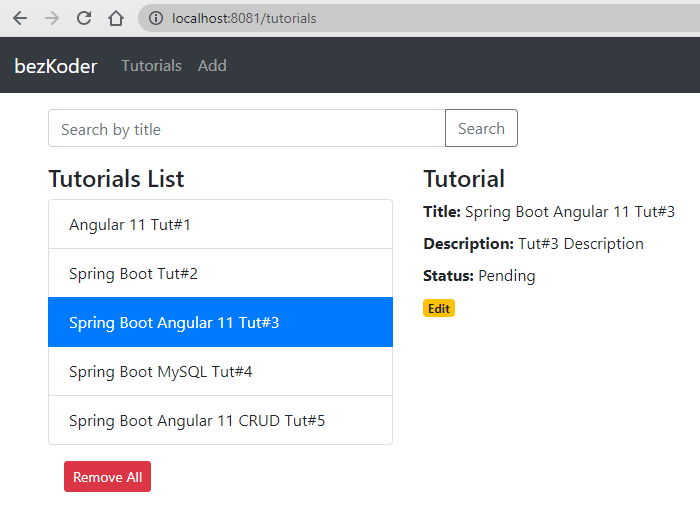 localhost:8081/tutorials
bezKoder Tutorials Add
Search by title Search
Tutorials List
Angular 11 Tut#1
Spring Boot Tut#2
Spring Boot Angular 11 Tut#3
Spring Boot MySQL Tut#4
Spring Boot Angular 11 CRUD Tut#5
Remove All
Tutorial
Title: Spring Boot Angular 11 Tut#3
Description: Tut#3 Description
Status: Pending
Edit